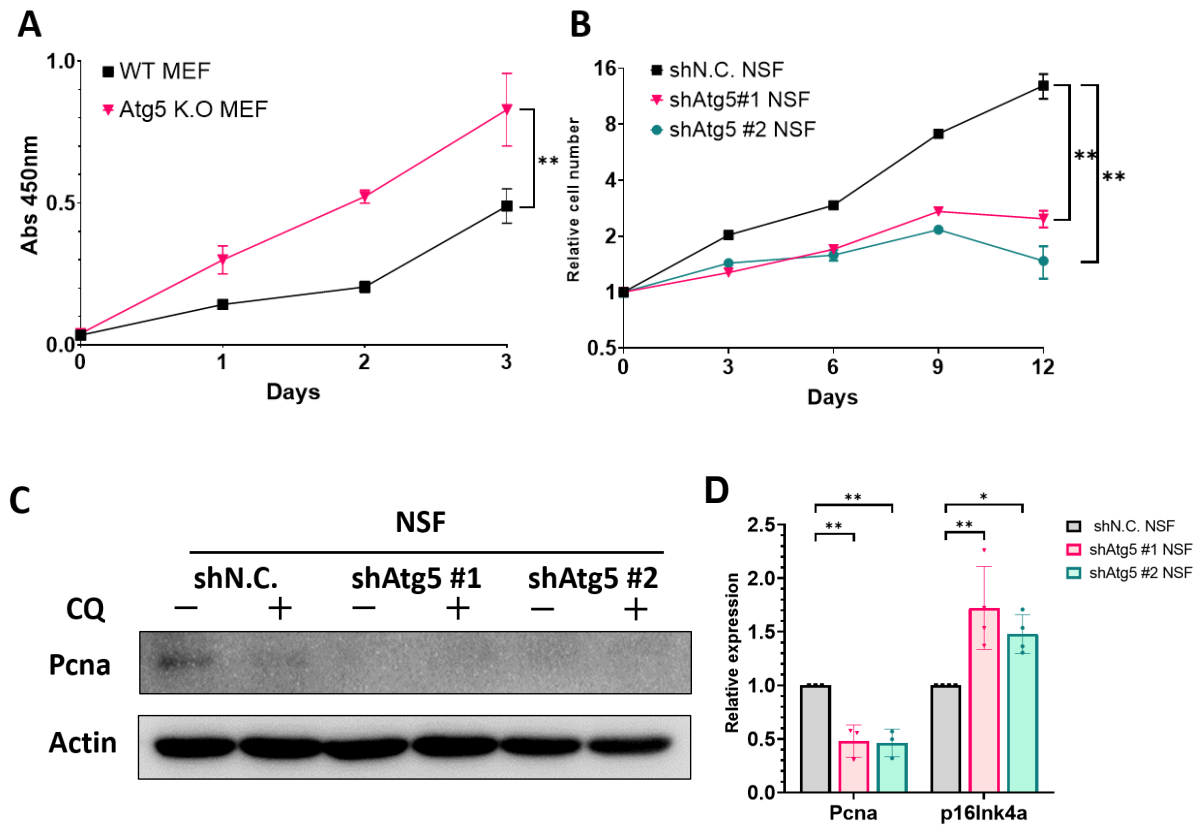 A
1.0
WT MEF
Atg5 K.O MEF
**
0.5
Abs 450nm
0.0
0 1 2 3
Days
B
16
shN.C. NSF
shAtg5#1 NSF
shAtg5 #2 NSF
8
4
** **
2
1
0.5
Relative cell number
0 3 6 9 12
Days
C
NSF
shN.C. shAtg5 #1 shAtg5 #2
CQ − + − + − +
Pcna
Actin
D
** *
** **
2.5
2.0
1.5
1.0
0.5
0.0
Relative expression
Pcna p16Ink4a
shN.C. NSF
shAtg5 #1 NSF
shAtg5 #2 NSF